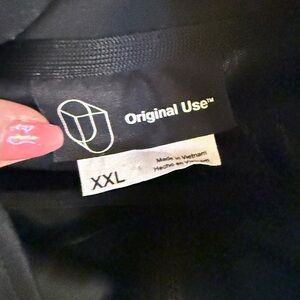 Original Use™
XXL
Made in Vietnam
Hecho en Vietnam